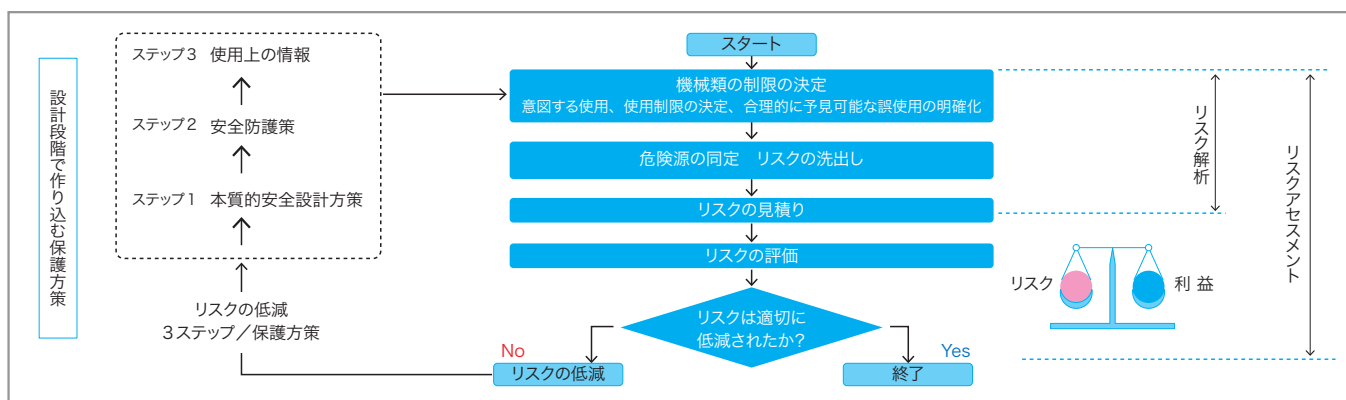 設計段階で作り込む保護方策
ステップ3 使用上の情報
ステップ2 安全防護策
ステップ1 本質的安全設計方策
リスクの低減
3ステップ／保護方策
スタート
機械類の制限の決定
意図する使用、使用制限の決定、合理的に予見可能な誤使用の明確化
危険源の同定　リスクの洗出し
リスクの見積り
リスクの評価
リスクは適切に
低減されたか?
No
リスクの低減
Yes
終了
リスク解析
リスクアセスメント
リスク
利 益